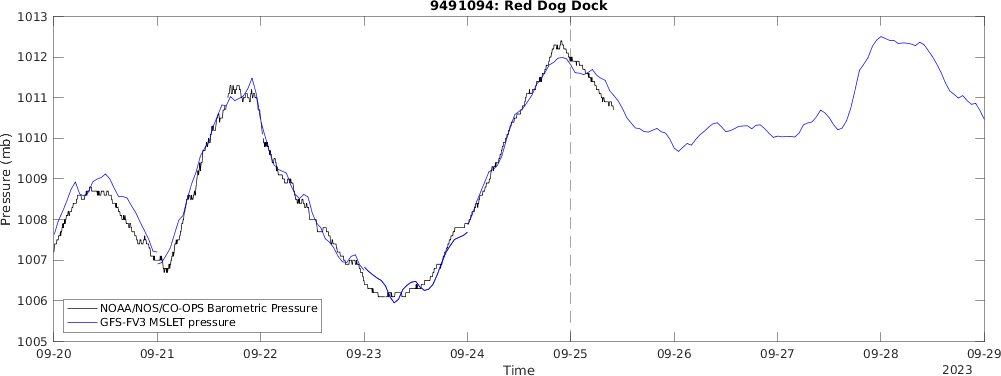 9491094: Red Dog Dock
1013
1012
1011
1010
1009
1008
1007
1006
1005
Pressure (mb)
NOAA/NOS/CO-OPS Barometric Pressure
GFS-FV3 MSLET pressure
09-20 09-21 09-22 09-23 09-24 09-25 09-26 09-27 09-28 09-29
Time
2023